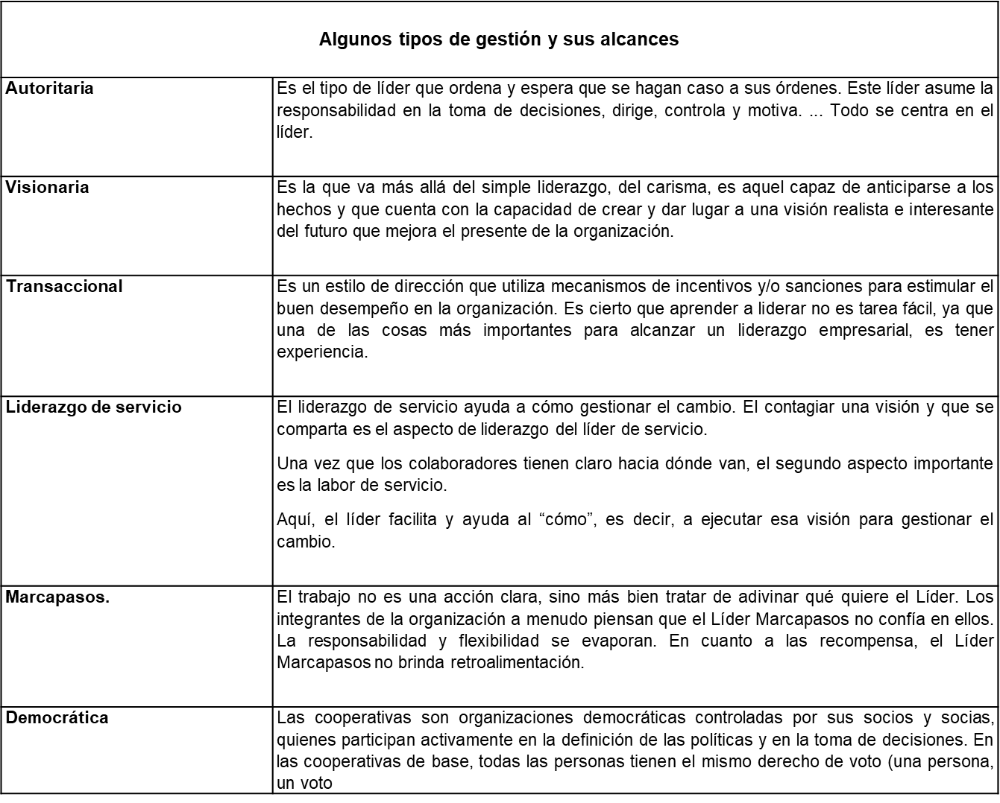 Algunos tipos de gestión y sus alcances
Autoritaria
Es el tipo de líder que ordena y espera que se hagan caso a sus órdenes. Este líder asume la
responsabilidad en la toma de decisiones, dirige, controla y motiva. ... Todo se centra en el
líder.
Visionaria
Es la que va más allá del simple liderazgo, del carisma, es aquel capaz de anticiparse a los
hechos y que cuenta con la capacidad de crear y dar lugar a una visión realista e interesante
del futuro que mejora el presente de la organización.
Transaccional
Es un estilo de dirección que utiliza mecanismos de incentivos y/o sanciones para estimular el
buen desempeño en la organización. Es cierto que aprender a liderar no es tarea fácil, ya que
una de las cosas más importantes para alcanzar un liderazgo empresarial, es tener
experiencia.
Liderazgo de servicio
El liderazgo de servicio ayuda a cómo gestionar el cambio. El contagiar una visión y que se
comparta es el aspecto de liderazgo del líder de servicio.
Una vez que los colaboradores tienen claro hacia dónde van, el segundo aspecto importante
es la labor de servicio.
Aquí, el líder facilita y ayuda al “cómo”, es decir, a ejecutar esa visión para gestionar el
cambio.
Marcapasos.
El trabajo no es una acción clara, sino más bien tratar de adivinar qué quiere el Líder. Los
integrantes de la organización a menudo piensan que el Líder Marcapasos no confía en ellos.
La responsabilidad y flexibilidad se evaporan. En cuanto a las recompensa, el Líder
Marcapasos no brinda retroalimentación.
Democrática
Las cooperativas son organizaciones democráticas controladas por sus socios y socias,
quienes participan activamente en la definición de las políticas y en la toma de decisiones. En
las cooperativas de base, todas las personas tienen el mismo derecho de voto (una persona,
un voto